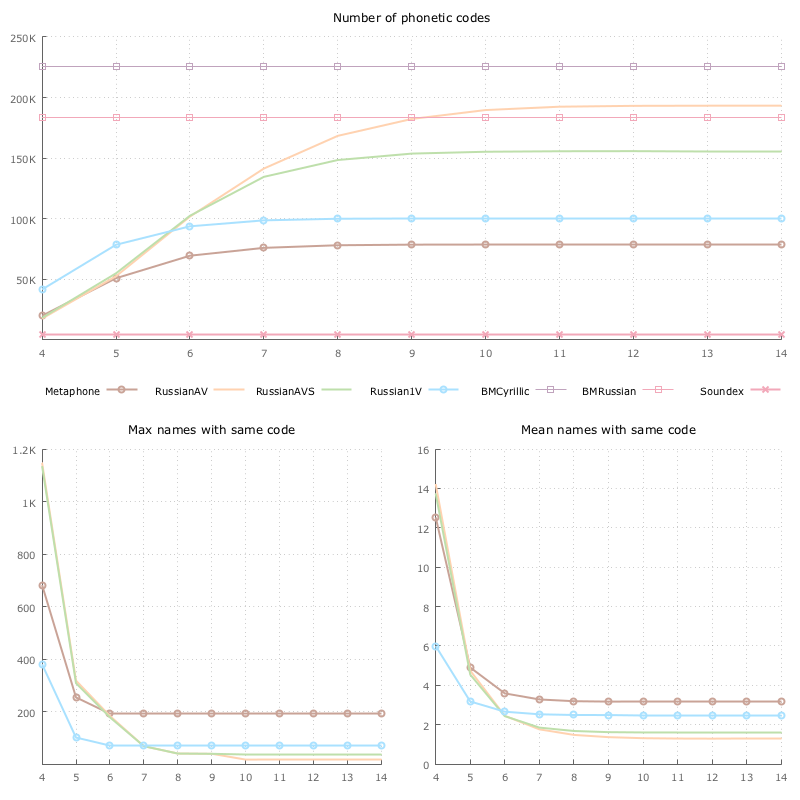 Number of phonetic codes
250K
200K
150K
100K
50K
4 5 6 7 8 9 10 11 12 13 14
Metaphone RussianAV RussianAVS Russian1V BMCyrillic BMRussian Soundex
Max names with same code
1.2K
1K
800
600
400
200
4 5 6 7 8 9 10 11 12 13 14
Mean names with same code
16
14
12
10
8
6
4
2
0
4 5 6 7 8 9 10 11 12 13 14